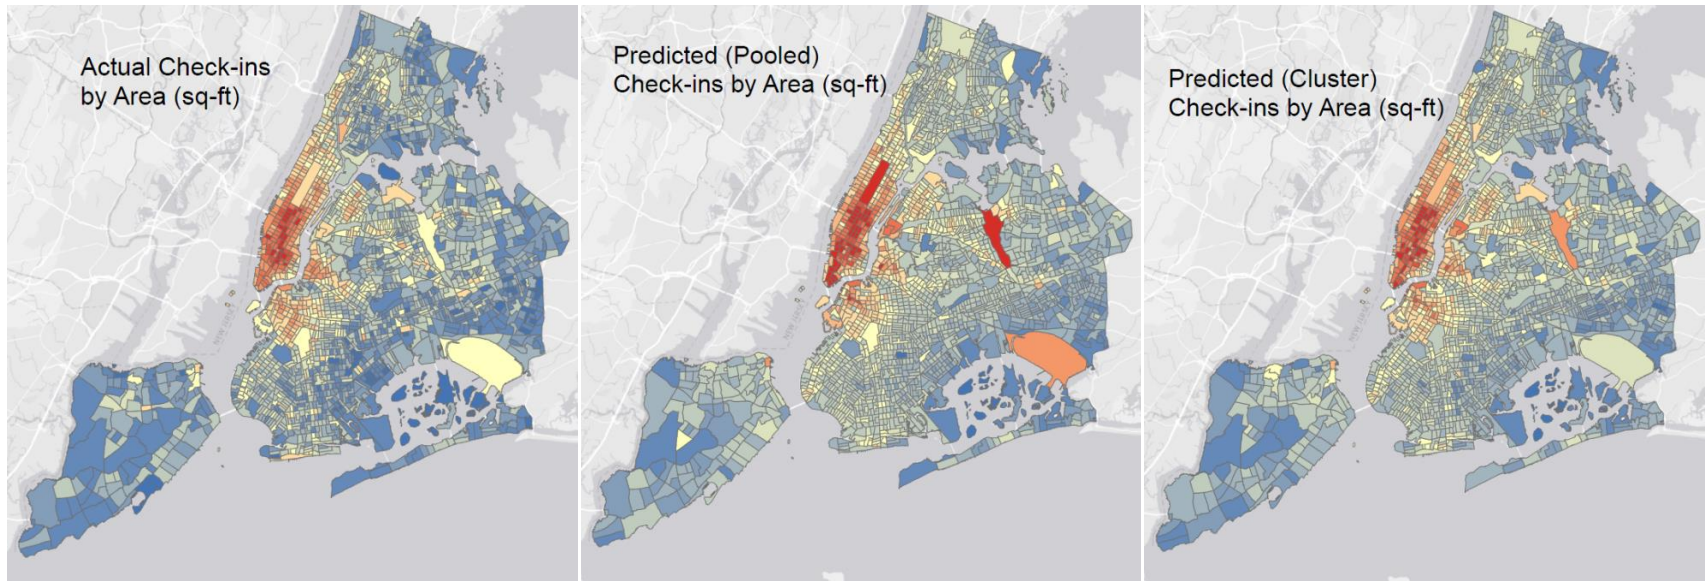 Actual Check-ins
by Area (sq-ft)
Predicted (Pooled)
Check-ins by Area (sq-ft)
Predicted (Cluster)
Check-ins by Area (sq-ft)